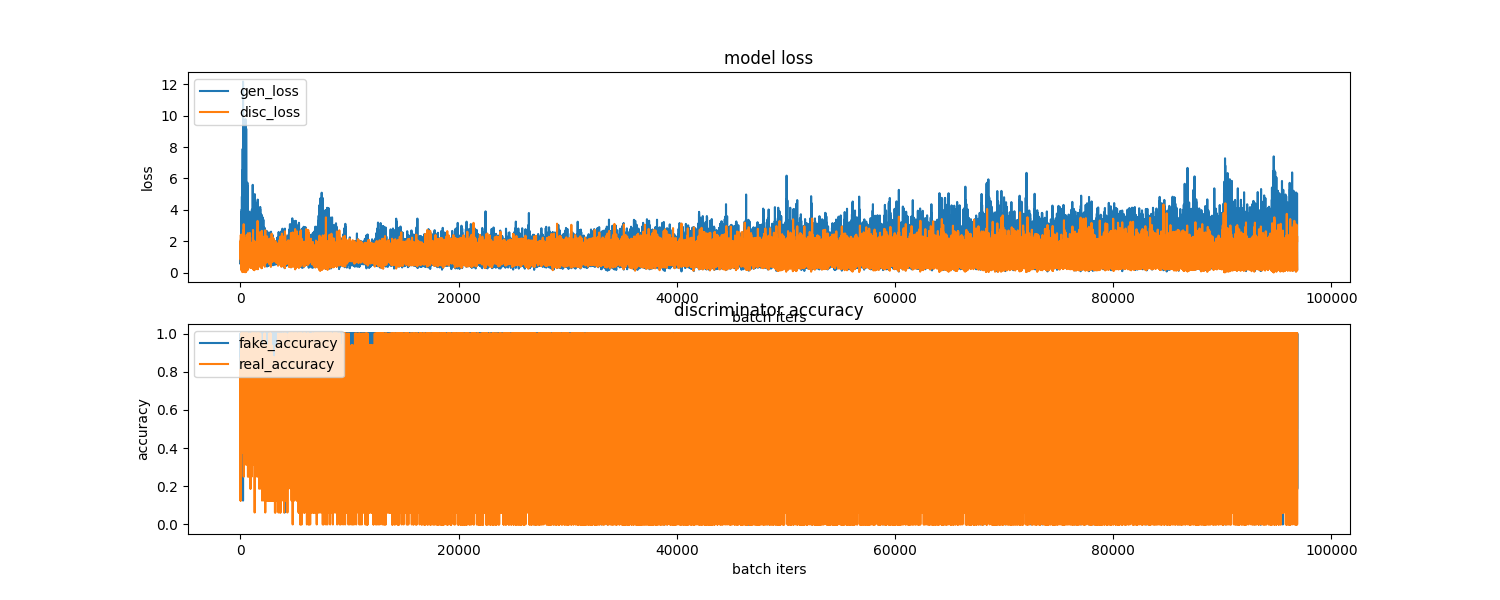 model loss
12
10
8
6
4
2
0
loss
gen_loss
disc_loss
0 20000 40000 60000 80000 100000
batch iters
discriminator accuracy
1.0
0.8
0.6
0.4
0.2
0.0
accuracy
fake_accuracy
real_accuracy
0 20000 40000 60000 80000 100000
batch iters